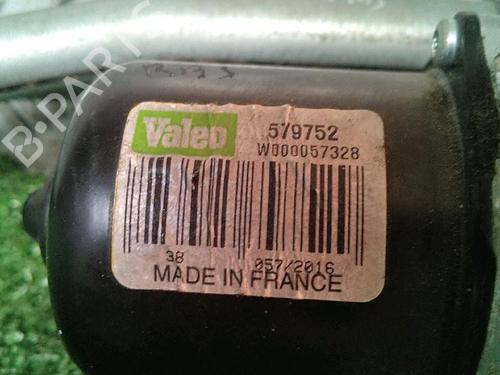 B-PARTS
Valeo
579752
W000057328
38
057/2016
MADE IN FRANCE